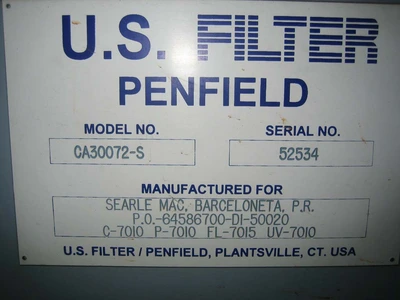 U.S. FILTER
PENFIELD
MODEL NO. SERIAL NO.
CA30072-S 52534
MANUFACTURED FOR
SEARLE MAC, BARCELONETA, P.R.
P.O.-64586700-DI-50020
C-7010 P-7010 FL-7015 UV-7010
U.S. FILTER / PENFIELD, PLANTSVILLE, CT. USA